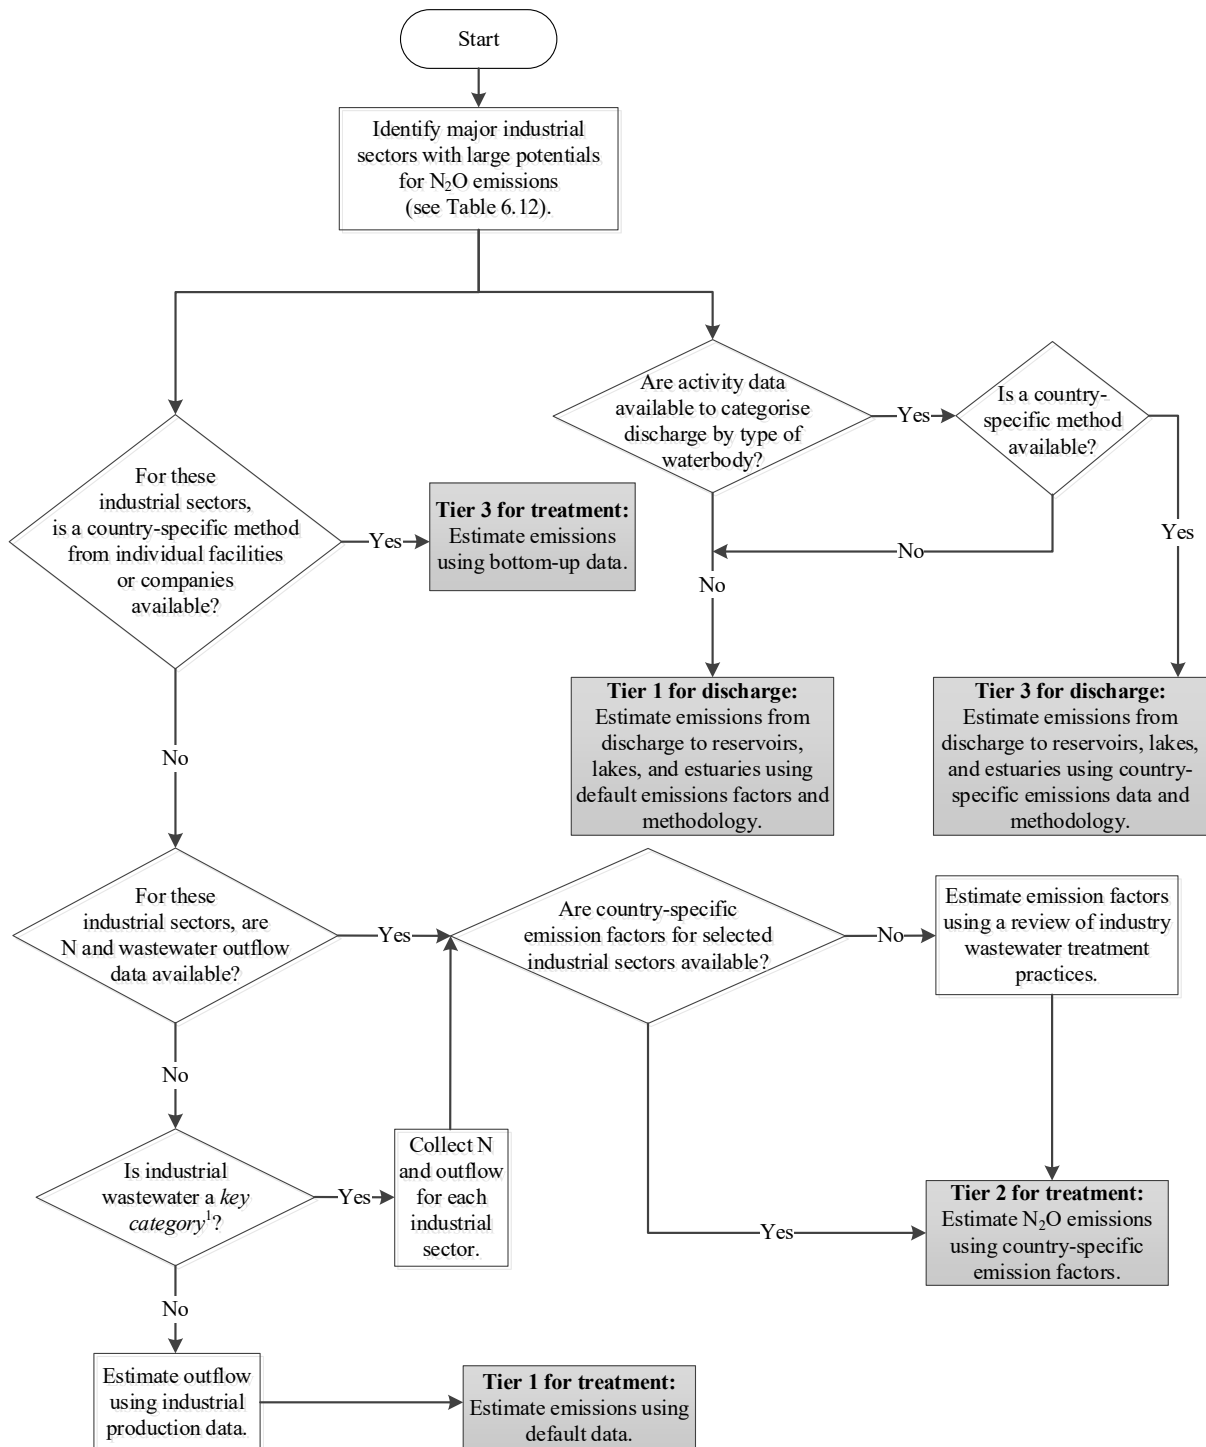 Start
Identify major industrial
sectors with large potentials
for N₂O emissions
(see Table 6.12).
Are activity data
available to categorise
discharge by type of
waterbody?
Yes
Is a country-
specific method
available?
For these
industrial sectors,
is a country-specific method
from individual facilities
or companies
available?
Yes
Tier 3 for treatment:
Estimate emissions
using bottom-up data.
No
No
Yes
Tier 1 for discharge:
Estimate emissions from
discharge to reservoirs,
lakes, and estuaries using
default emissions factors and
methodology.
Tier 3 for discharge:
Estimate emissions from
discharge to reservoirs, lakes,
and estuaries using country-
specific emissions data and
methodology.
No
For these
industrial sectors, are
N and wastewater outflow
data available?
Yes
Are country-specific
emission factors for selected
industrial sectors available?
No
Estimate emission factors
using a review of industry
wastewater treatment
practices.
No
Is industrial
wastewater a key
category¹?
Yes
Collect N
and outflow
for each
industrial
sector.
Yes
Tier 2 for treatment:
Estimate N₂O emissions
using country-specific
emission factors.
No
Estimate outflow
using industrial
production data.
Tier 1 for treatment:
Estimate emissions using
default data.